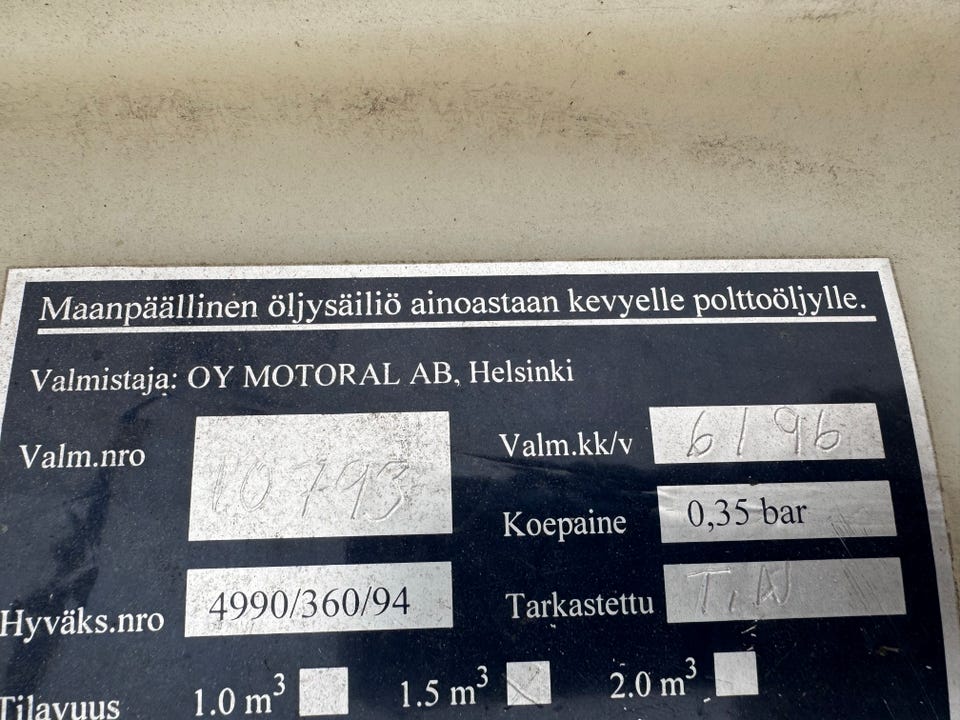 Maanpäällinen öljysäiliö ainoastaan kevyelle polttoöljylle.
Valmistaja: OY MOTORAL AB, Helsinki
Valm.nro 10793 Valm.kk/v 6/96
Koepaine 0,35 bar
Hyväks.nro 4990/360/94 Tarkastettu T.W
Tilavuus 1.0 m³ 1.5 m³ 2.0 m³